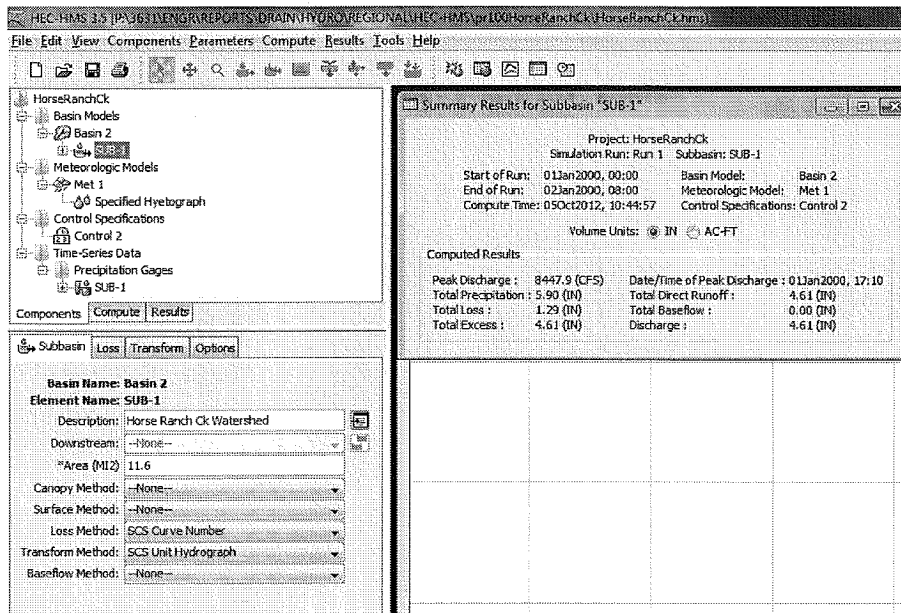 HEC-HMS 3.5 [P:\3631\ENGR\REPORTS\DRAIN\HYDRO\REGIONAL\HEC-HMS\pr100HorseRanchCk\HorseRanchCk.hms]
File Edit View Components Parameters Compute Results Tools Help
HorseRanchCk
Basin Models
Basin 2
SUB-1
Meteorologic Models
Met 1
Specified Hyetograph
Control Specifications
Control 2
Time-Series Data
Precipitation Gages
SUB-1
Components Compute Results
Subbasin Loss Transform Options
Basin Name: Basin 2
Element Name: SUB-1
Description: Horse Ranch Ck Watershed
Downstream: --None--
*Area (MI2) 11.6
Canopy Method: --None--
Surface Method: --None--
Loss Method: SCS Curve Number
Transform Method: SCS Unit Hydrograph
Baseflow Method: --None--
Summary Results for Subbasin "SUB-1"
Project: HorseRanchCk
Simulation Run: Run 1 Subbasin: SUB-1
Start of Run: 01Jan2000, 00:00 Basin Model: Basin 2
End of Run: 02Jan2000, 08:00 Meteorologic Model: Met 1
Compute Time: 05Oct2012, 10:44:57 Control Specifications: Control 2
Volume Units: IN AC-FT
Computed Results
Peak Discharge : 8447.9 (CFS) Date/Time of Peak Discharge : 01Jan2000, 17:10
Total Precipitation : 5.90 (IN) Total Direct Runoff : 4.61 (IN)
Total Loss : 1.29 (IN) Total Baseflow : 0.00 (IN)
Total Excess : 4.61 (IN) Discharge : 4.61 (IN)